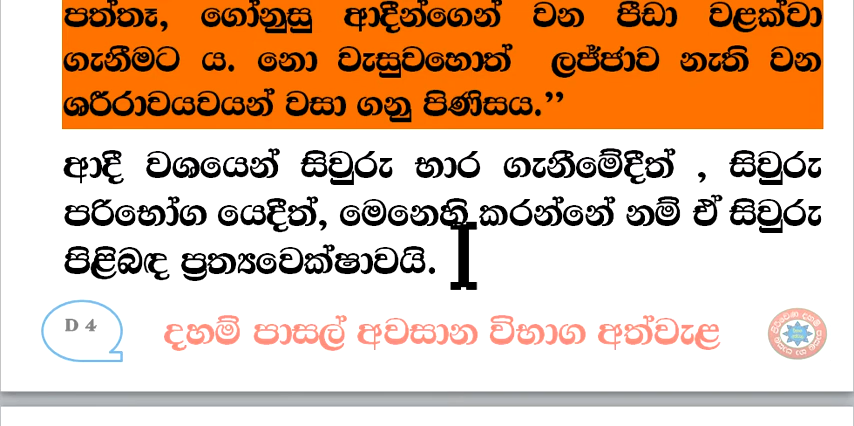 පත්තෑ, ගෝනුසු ආදීන්ගෙන් වන පීඩා වළක්වා
ගැනීමට ය. නො වැසුවහොත් ලජ්ජාව නැති වන
ශරීරාවයවයන් වසා ගනු පිණිසය.’’
ආදී වශයෙන් සිවුරු භාර ගැනීමේදීත් , සිවුරු
පරිභෝග යෙදීත්, මෙනෙහි කරන්නේ නම් ඒ සිවුරු
පිළිබඳ ප්‍රත්‍යවෙක්ෂාවයි.
D 4
දහම් පාසල් අවසාන විභාග අත්වැළ